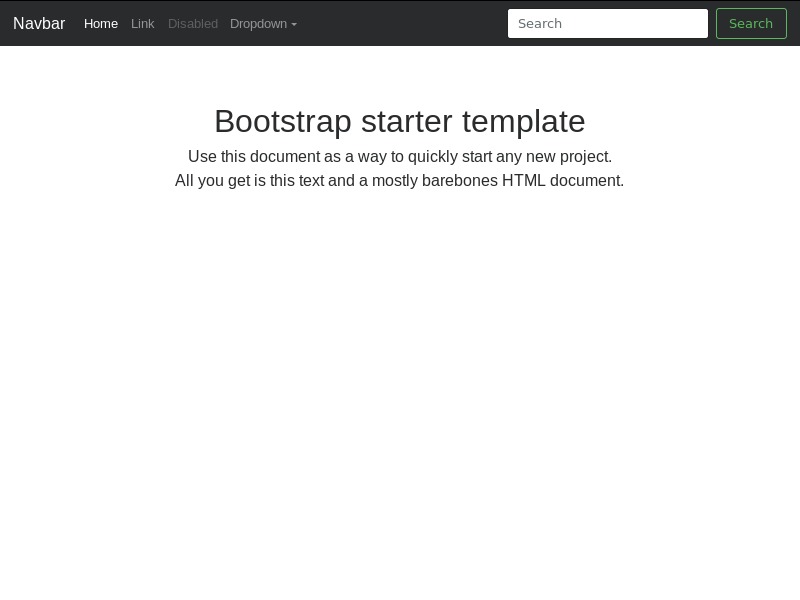 Navbar Home Link Disabled Dropdown Search Search
Bootstrap starter template
Use this document as a way to quickly start any new project.
All you get is this text and a mostly barebones HTML document.